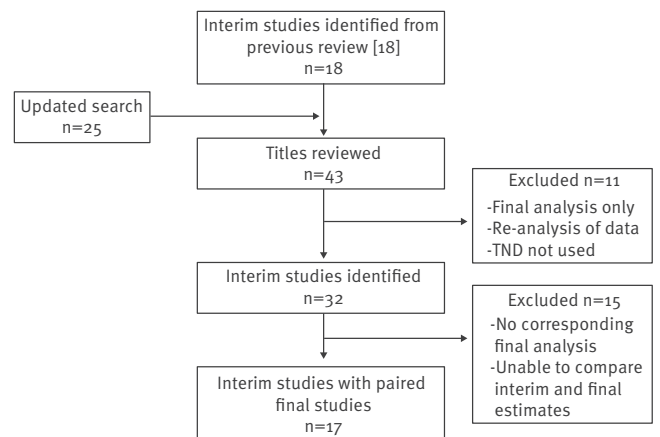 Interim studies identified from
previous review [18]
n=18
Updated search
n=25
Titles reviewed
n=43
Excluded n=11
-Final analysis only
-Re-analysis of data
-TND not used
Interim studies identified
n=32
Excluded n=15
-No corresponding
final analysis
-Unable to compare
interim and final
estimates
Interim studies with paired
final studies
n=17